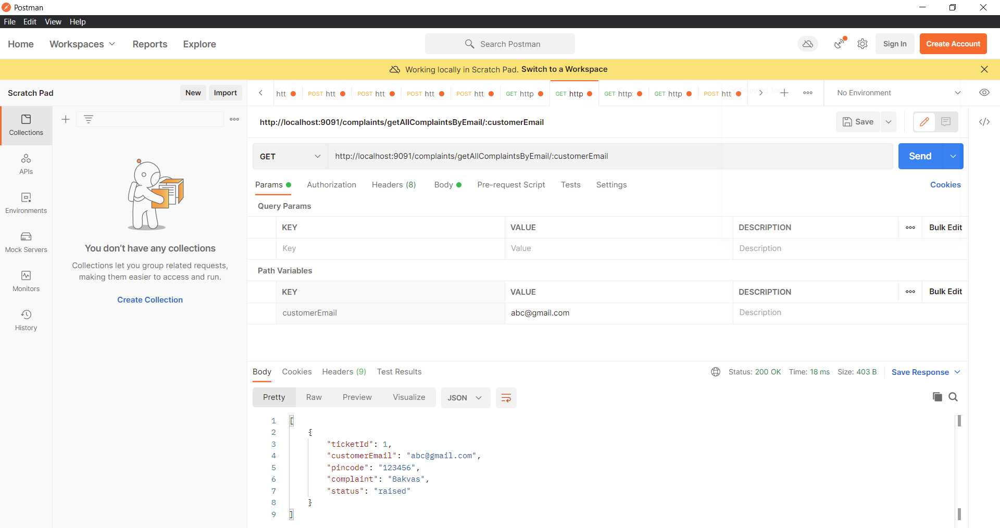 Postman
File Edit View Help
Home Workspaces Reports Explore Search Postman Sign In Create Account
Working locally in Scratch Pad. Switch to a Workspace
Scratch Pad New Import htt POST htt POST htt POST htt POST htt GET http GET http GET http GET http POST htt No Environment
Collections
http://localhost:9091/complaints/getAllComplaintsByEmail/:customerEmail Save
GET http://localhost:9091/complaints/getAllComplaintsByEmail/:customerEmail Send
APIs
Params Authorization Headers (8) Body Pre-request Script Tests Settings Cookies
Query Params
Environments
KEY VALUE DESCRIPTION Bulk Edit
Key Value Description
Mock Servers
You don't have any collections
Collections let you group related requests,
making them easier to access and run.
Create Collection
Path Variables
Monitors
KEY VALUE DESCRIPTION Bulk Edit
customerEmail abc@gmail.com Description
History
Body Cookies Headers (9) Test Results Status: 200 OK Time: 18 ms Size: 403 B Save Response
Pretty Raw Preview Visualize JSON
1 [
2 {
3 "ticketId": 1,
4 "customerEmail": "abc@gmail.com",
5 "pincode": "123456",
6 "complaint": "Bakvas",
7 "status": "raised"
8 }
9 ]